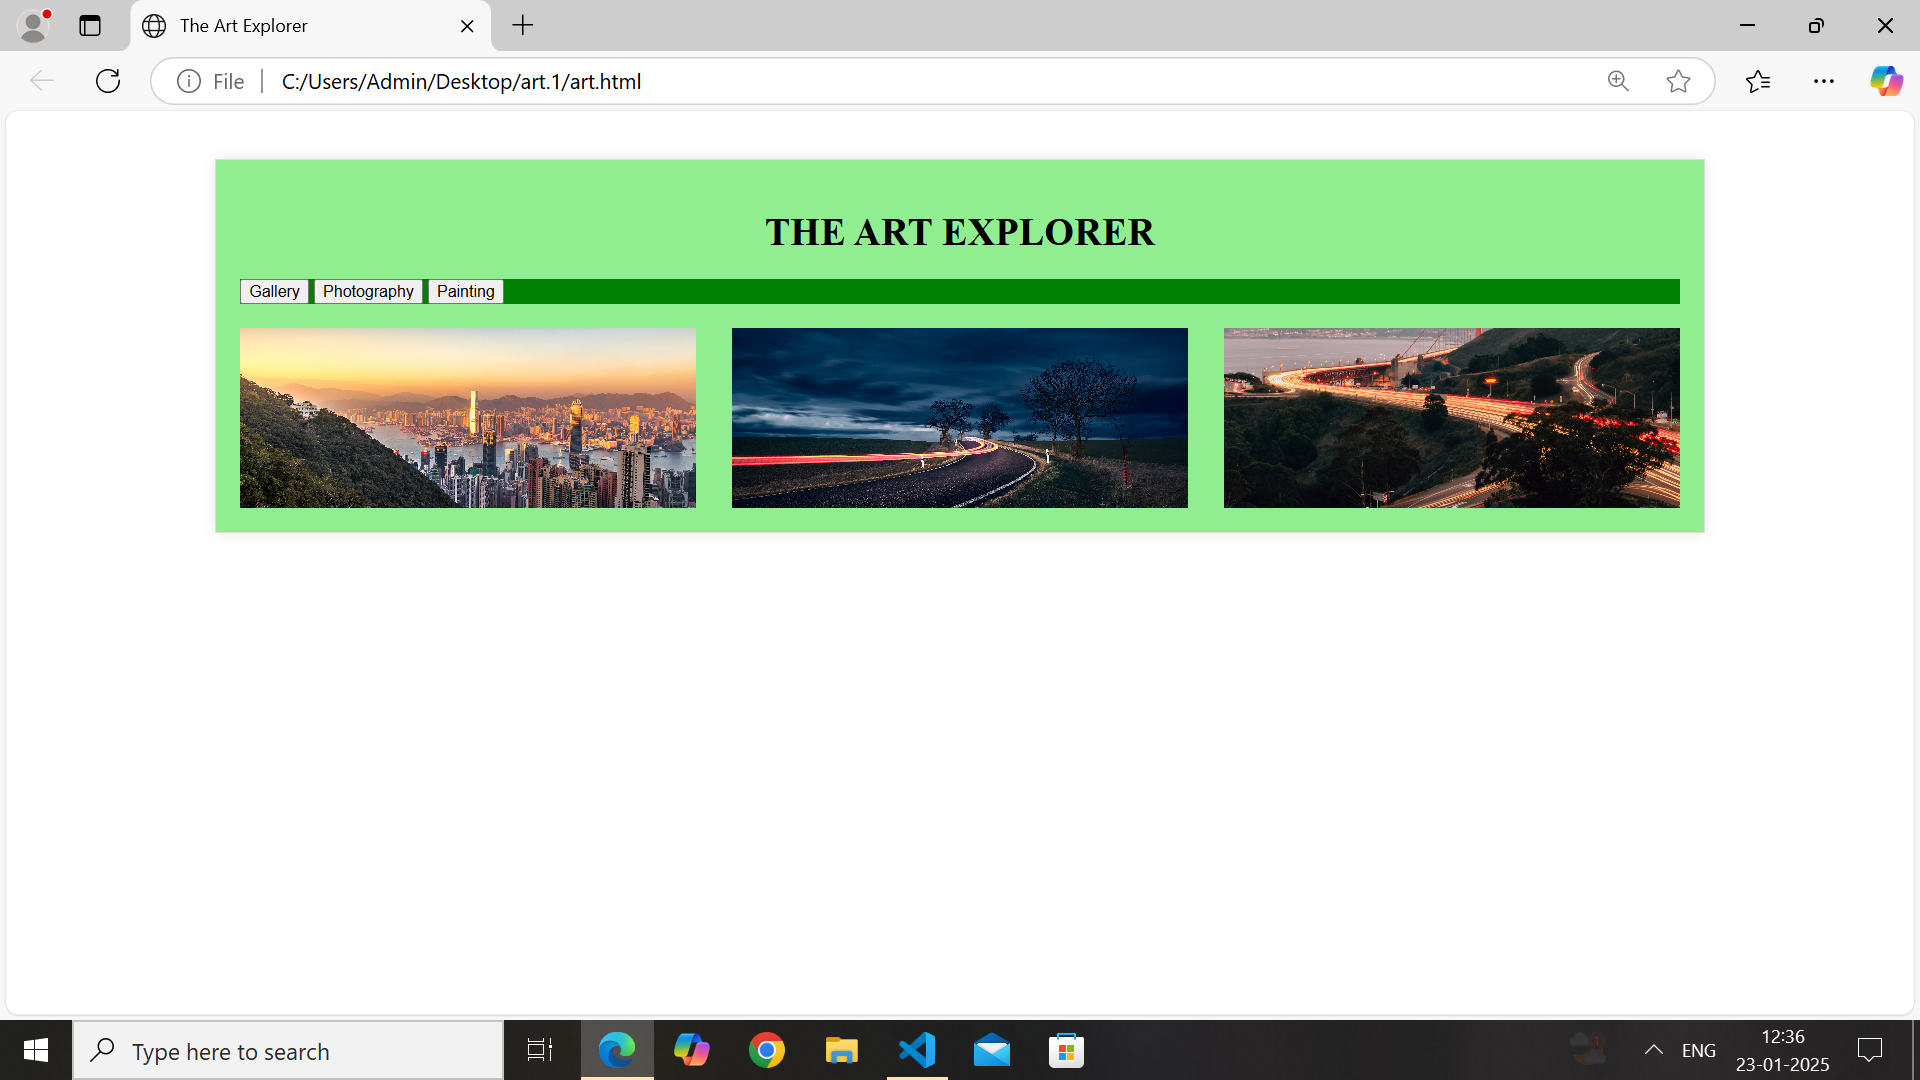 The Art Explorer
File C:/Users/Admin/Desktop/art.1/art.html
THE ART EXPLORER
Gallery Photography Painting
Type here to search
1
ENG
12:36
23-01-2025